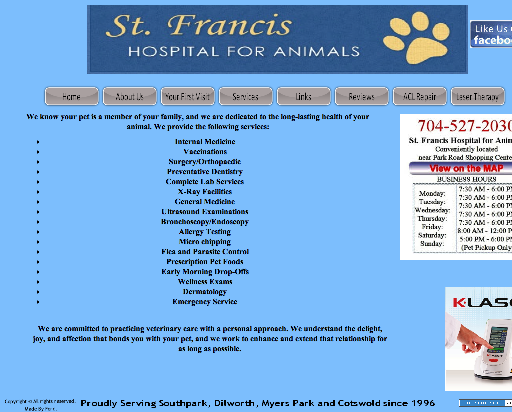 St. Francis
HOSPITAL FOR ANIMALS
Like Us
facebo
Home
About Us
Your First Visit
Services
Links
Reviews
ACL Repair
Laser Therapy
We know your pet is a member of your family, and we are dedicated to the long-lasting health of your
animal. We provide the following services:
Internal Medicine
Vaccinations
Surgery/Orthopaedic
Preventative Dentistry
Complete Lab Services
X-Ray Facilities
General Medicine
Ultrasound Examinations
Bronchoscopy/Endoscopy
Allergy Testing
Micro chipping
Flea and Parasite Control
Prescription Pet Foods
Early Morning Drop-Offs
Wellness Exams
Dermatology
Emergency Service
We are committed to practicing veterinary care with a personal approach. We understand the delight,
joy, and affection that bonds you with your pet, and we work to enhance and extend that relationship for
as long as possible.
704-527-2030
St. Francis Hospital for Anim
Conveniently located
near Park Road Shopping Cente
View on the MAP
BUSINESS HOURS
Monday: 7:30 AM - 6:00 P
Tuesday: 7:30 AM - 6:00 P
Wednesday: 7:30 AM - 6:00 P
Thursday: 7:30 AM - 6:00 P
Friday: 7:30 AM - 6:00 P
Saturday: 8:00 AM - 12:00 P
Sunday: 5:00 PM - 6:00 P
(Pet Pickup Only
K-LAS
Copyright © All rights reserved.
Made By
Proudly Serving Southpark, Dilworth, Myers Park and Cotswold since 1996